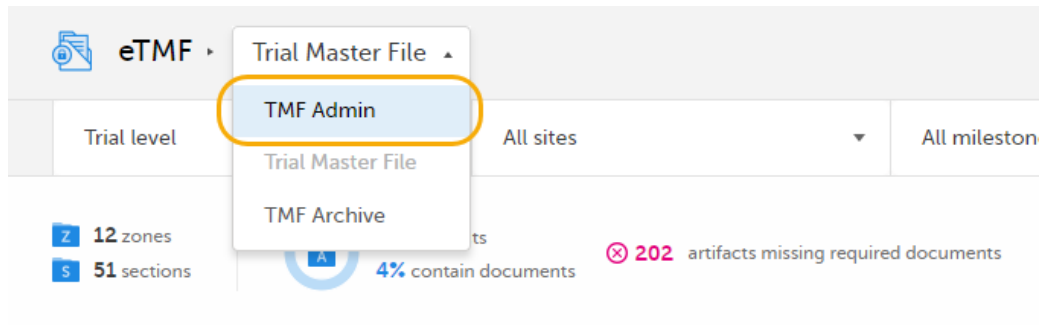 eTMF
Trial Master File
TMF Admin
Trial Master File
TMF Archive
Trial level
All sites
All mileston
Z 12 zones
S 51 sections
A
ts
4% contain documents
202 artifacts missing required documents